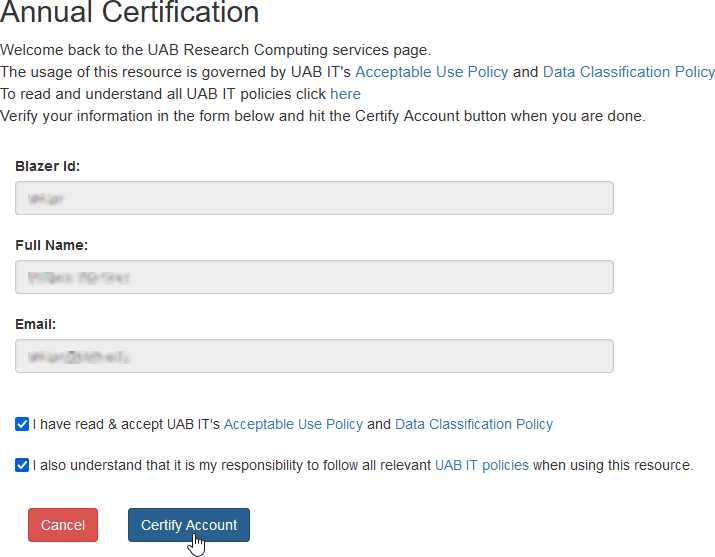 Annual Certification
Welcome back to the UAB Research Computing services page.
The usage of this resource is governed by UAB IT's Acceptable Use Policy and Data Classification Policy
To read and understand all UAB IT policies click here
Verify your information in the form below and hit the Certify Account button when you are done.
Blazer Id:
Full Name:
Email:
I have read & accept UAB IT's Acceptable Use Policy and Data Classification Policy
I also understand that it is my responsibility to follow all relevant UAB IT policies when using this resource.
Cancel Certify Account